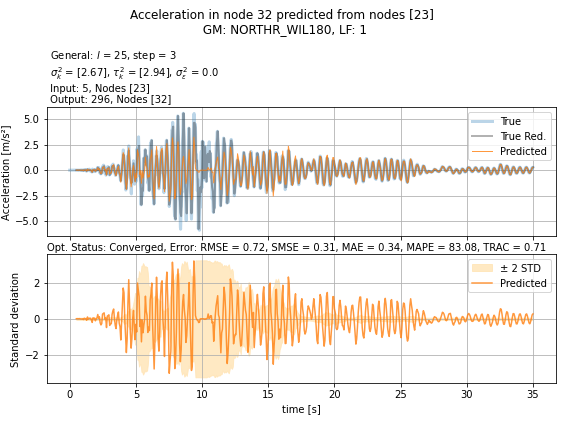 Acceleration in node 32 predicted from nodes [23]
GM: NORTHR_WIL180, LF: 1
General: l = 25, step = 3
σ²ₖ = [2.67], τ²ₖ = [2.94], σ²_ε = 0.0
Input: 5, Nodes [23]
Output: 296, Nodes [32]
Acceleration [m/s²]
5.0
2.5
0.0
−2.5
−5.0
True
True Red.
Predicted
Opt. Status: Converged, Error: RMSE = 0.72, SMSE = 0.31, MAE = 0.34, MAPE = 83.08, TRAC = 0.71
Standard deviation
2
0
−2
± 2 STD
Predicted
0 5 10 15 20 25 30 35
time [s]